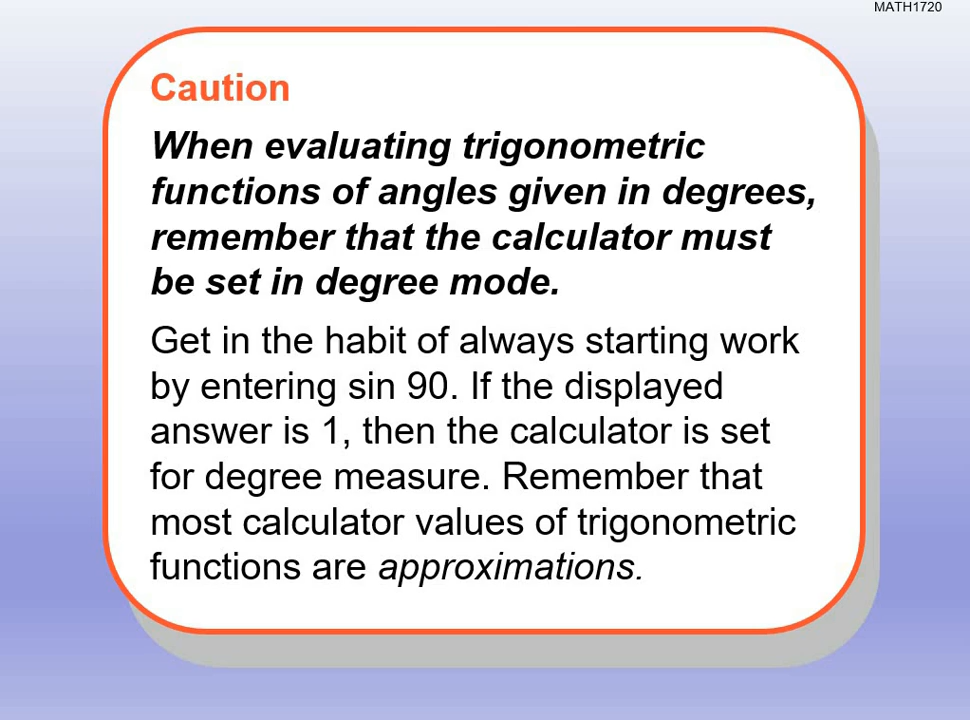 MATH1720
Caution
When evaluating trigonometric
functions of angles given in degrees,
remember that the calculator must
be set in degree mode.
Get in the habit of always starting work
by entering sin 90. If the displayed
answer is 1, then the calculator is set
for degree measure. Remember that
most calculator values of trigonometric
functions are approximations.